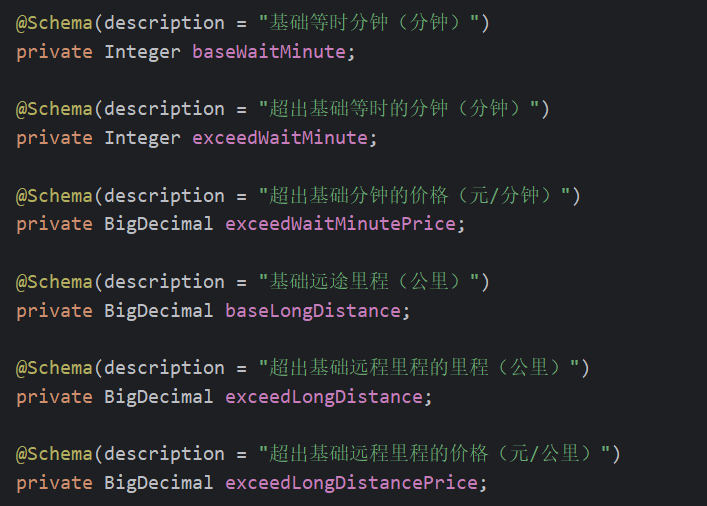 @Schema(description = "基础等时分钟（分钟）")
private Integer baseWaitMinute;
@Schema(description = "超出基础等时的分钟（分钟）")
private Integer exceedWaitMinute;
@Schema(description = "超出基础分钟的价格（元/分钟）")
private BigDecimal exceedWaitMinutePrice;
@Schema(description = "基础远途里程（公里）")
private BigDecimal baseLongDistance;
@Schema(description = "超出基础远程里程的里程（公里）")
private BigDecimal exceedLongDistance;
@Schema(description = "超出基础远程里程的价格（元/公里）")
private BigDecimal exceedLongDistancePrice;